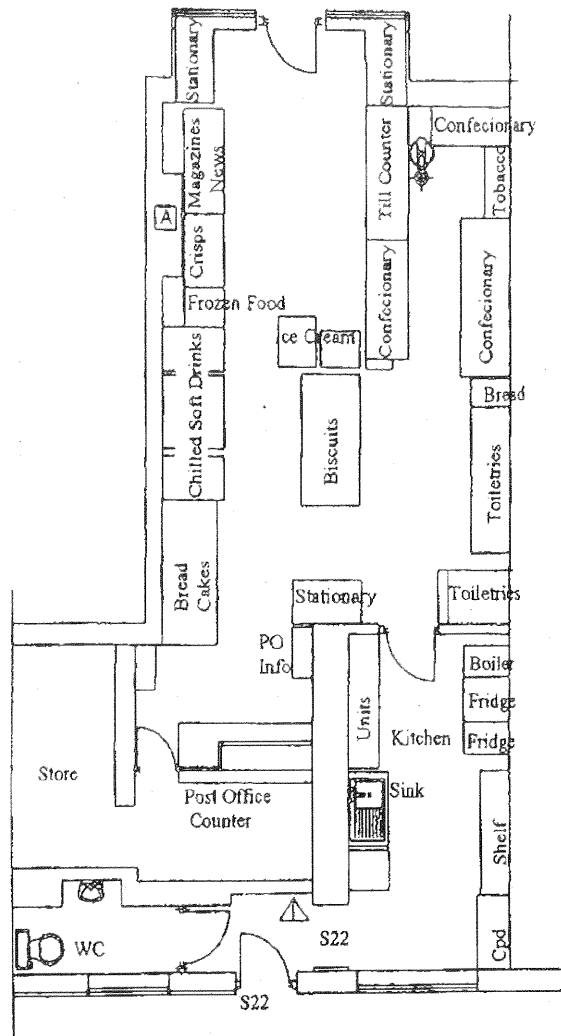 Stationary
Stationary
Magazines
News
Till Counter
Confecionary
Tobacco
A
Crisps
Confecionary
Confecionary
Frozen Food
ce Cream
Chilled Soft Drinks
Bread
Biscuits
Toiletries
Bread
Cakes
Stationary
Toiletries
PO
Info
Boiler
Units
Fridge
Kitchen
Fridge
Store
Sink
Post Office
Counter
Shelf
Cpd
WC
S22
S22